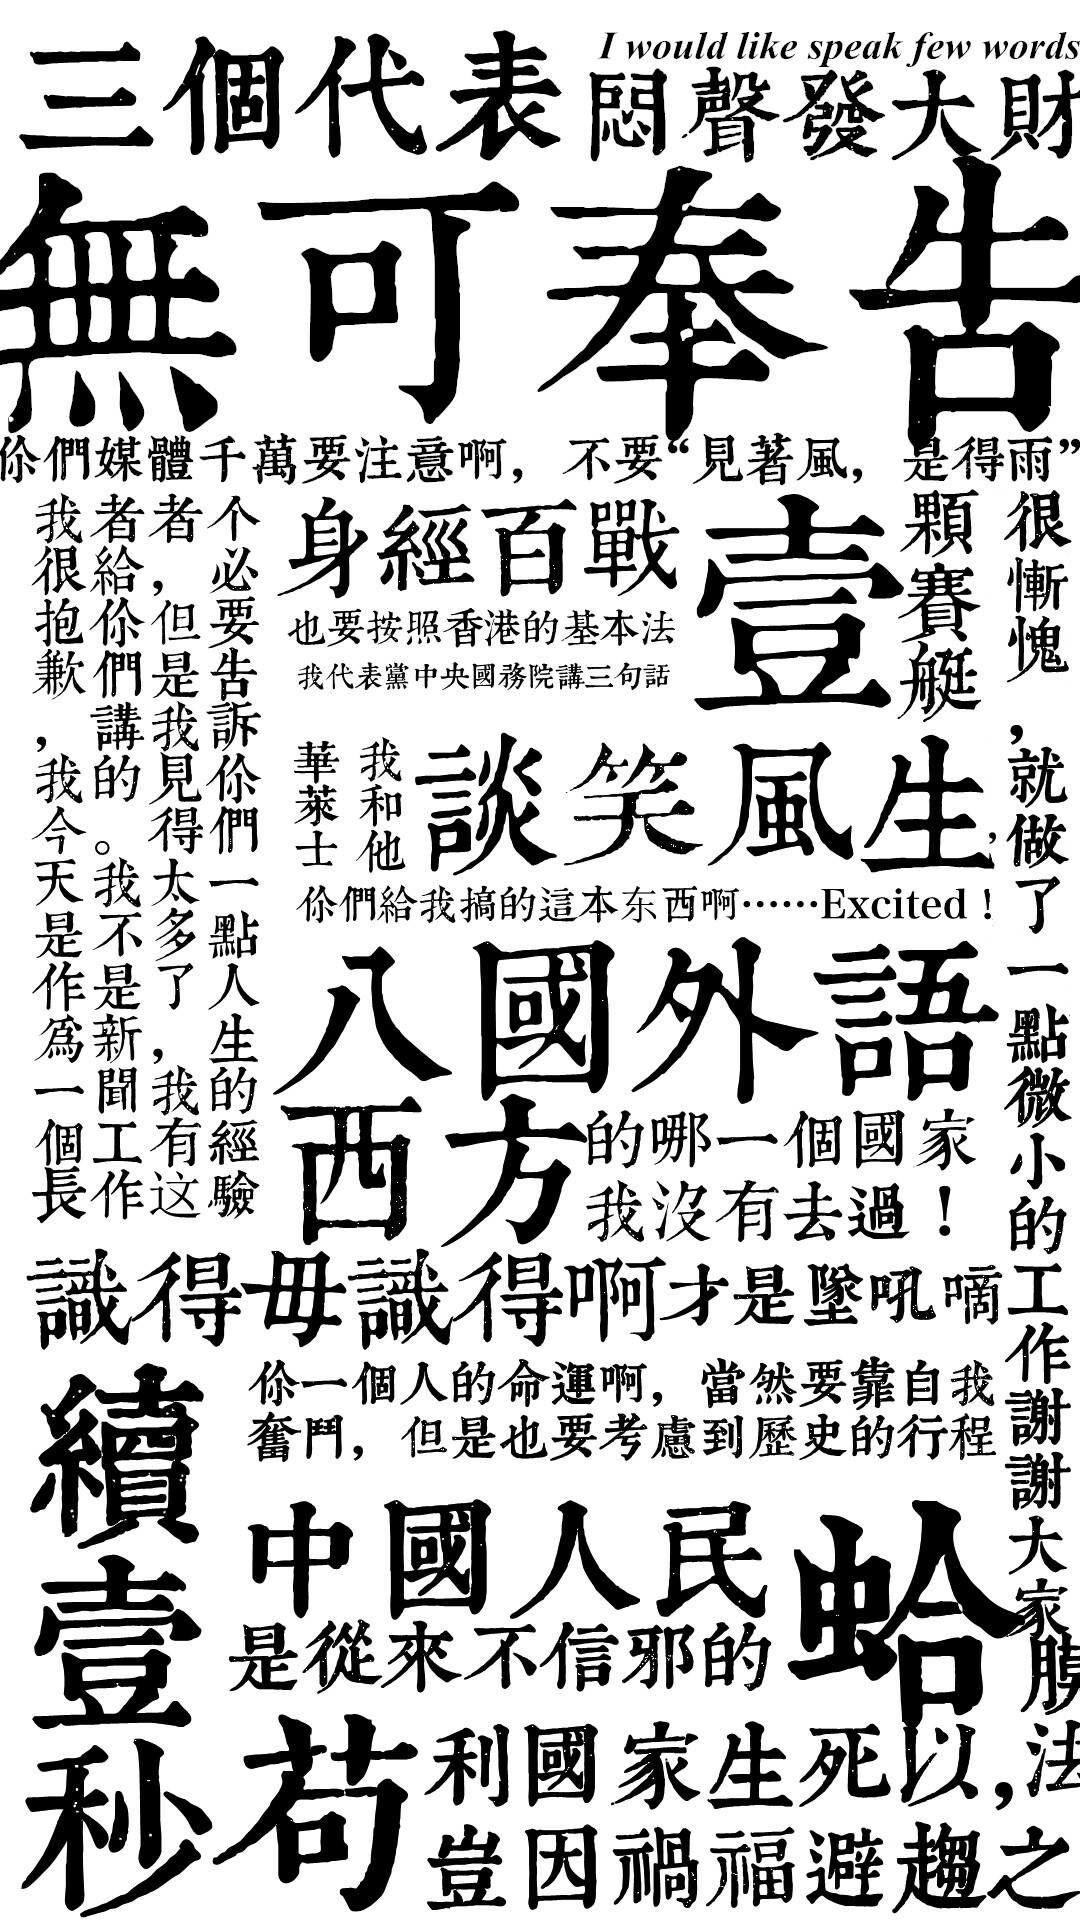 I would like speak few words
三個代表
悶聲發大財
無可奉告
你們媒體千萬要注意啊，不要“見著風，是得雨”
个必要告訴你們一點人生的經驗
者，但是我見得太多了，我有这
者給你們講的。我不是新聞工作
我很抱歉，我今天是作為一個長
身經百戰
也要按照香港的基本法
我代表黨中央國務院講三句話
壹
顆賽艇
很慚愧，就做了一點微小的工作謝謝大家
我和他
華萊士
談笑風生，
你們給我搞的這本东西啊……Excited！
八國外語
西方
的哪一個國家
我沒有去過！
識得毋識得啊才是墜吼嘀
續壹秒
你一個人的命運啊，當然要靠自我
奮鬥，但是也要考慮到歷史的行程
中國人民
是從來不信邪的
蛤
膜法
苟利國家生死以，
豈因禍福避趨之